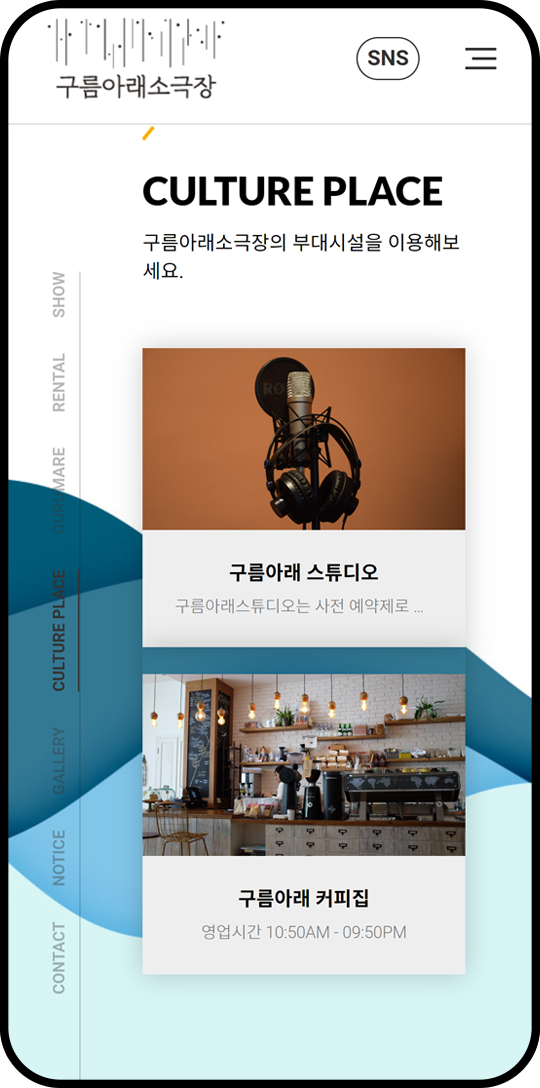 구름아래소극장
SNS
CULTURE PLACE
구름아래소극장의 부대시설을 이용해보
세요.
SHOW
RENTAL
GURUMARE
CULTURE PLACE
GALLERY
NOTICE
CONTACT
구름아래 스튜디오
구름아래스튜디오는 사전 예약제로 ...
구름아래 커피집
영업시간 10:50AM - 09:50PM